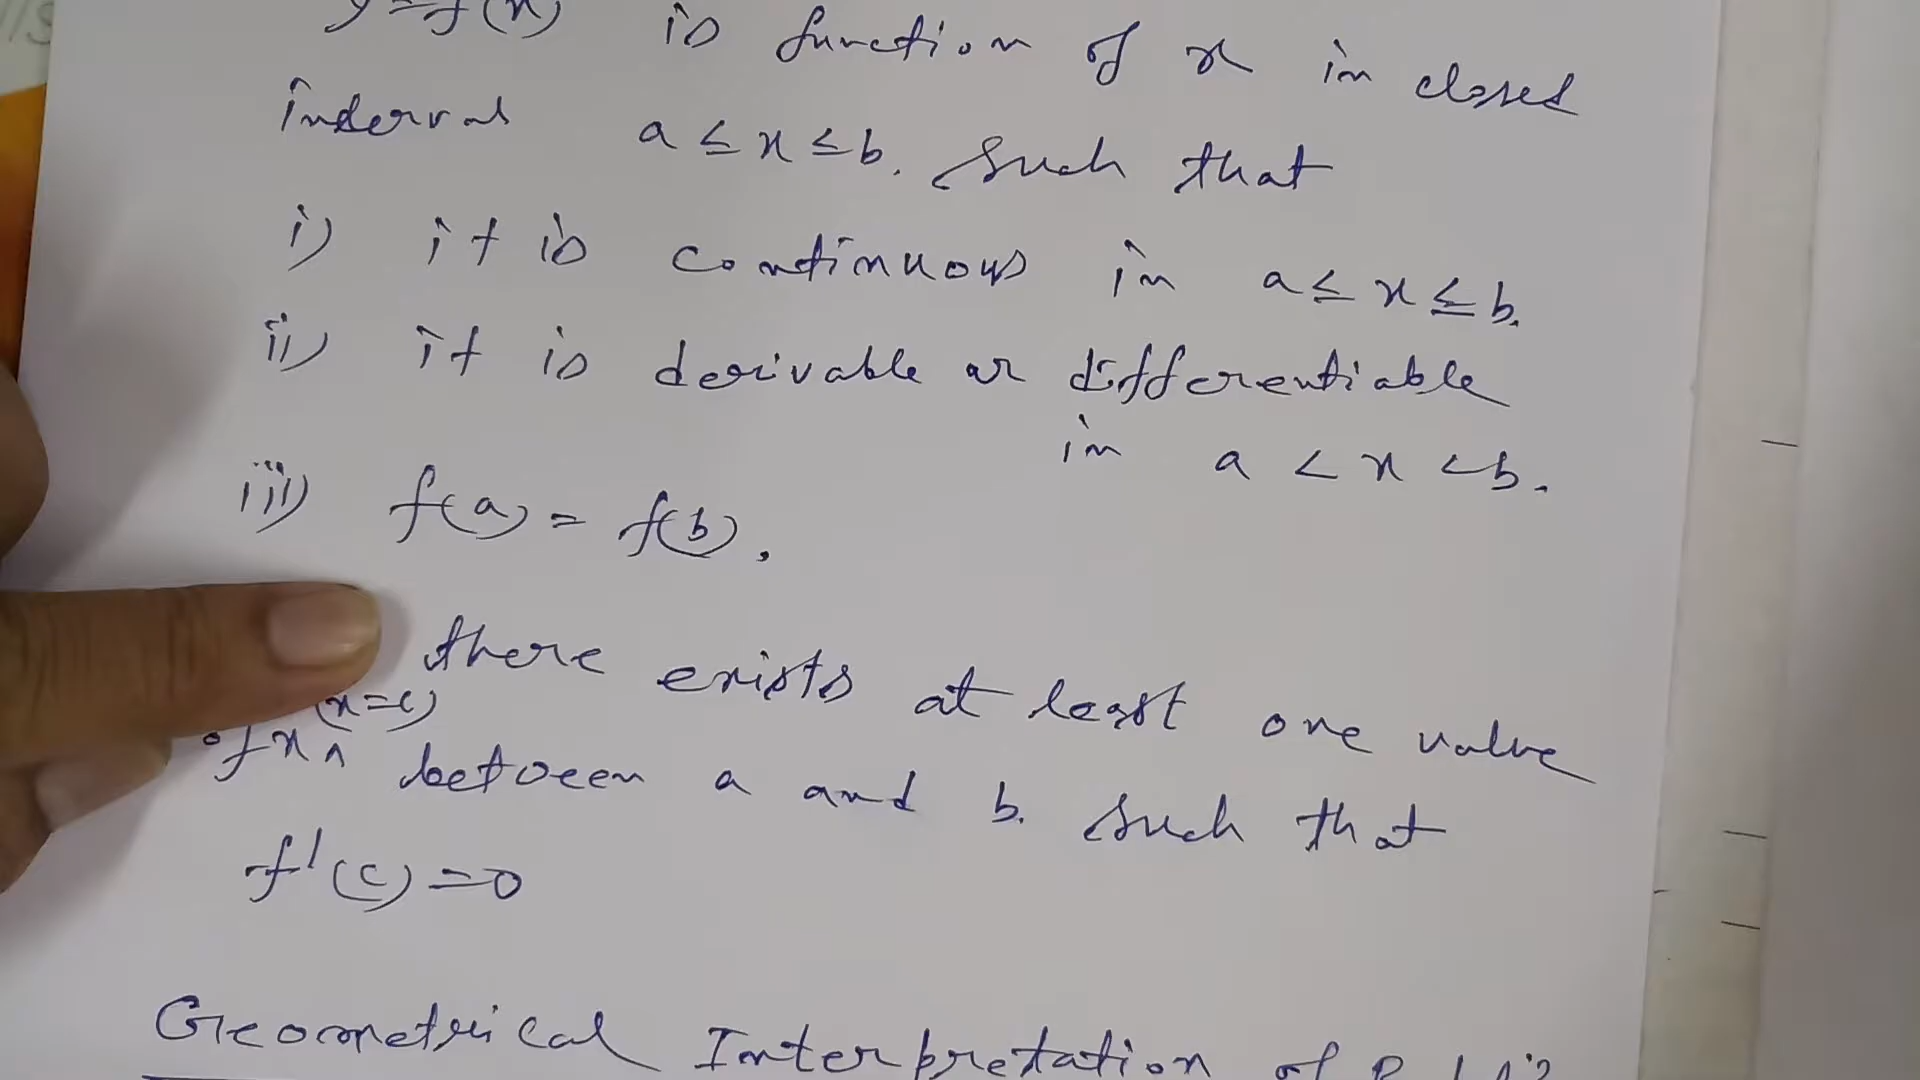 y=f(x) is function of x in closed
interval a ≤ x ≤ b. such that
i) it is continuous in a ≤ x ≤ b.
ii) it is derivable or differentiable
in a < x < b.
iii) f(a) = f(b).
there exists at least one value
(x=c)
of x ^ between a and b. such that
f'(c)=0
Geometrical Interpretation of